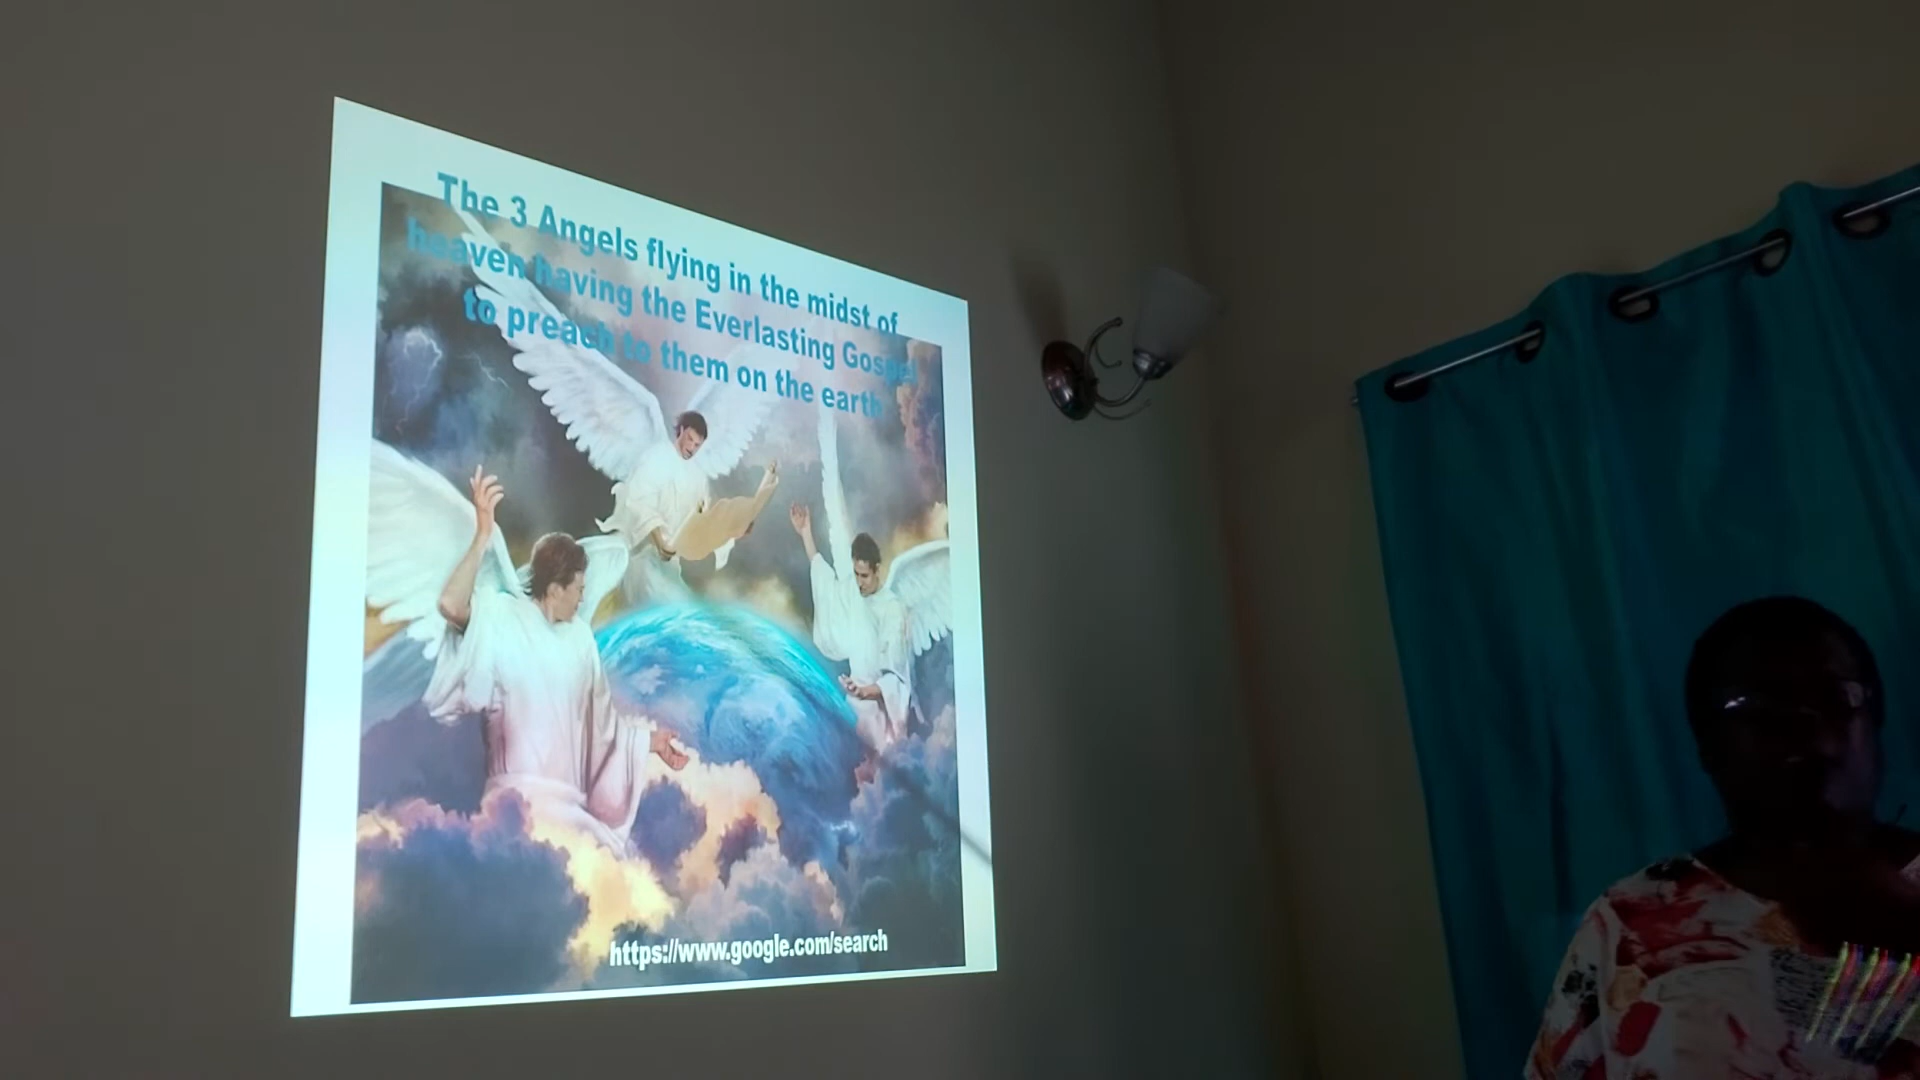 The 3 Angels flying in the midst of
heaven having the Everlasting Gospel
to preach to them on the earth
https://www.google.com/search